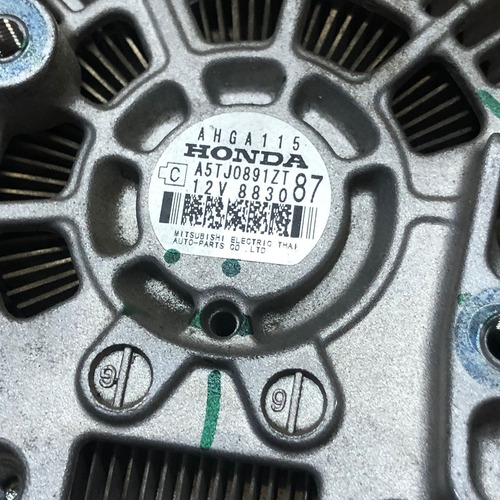 AHGA115
HONDA
C A5TJ0891ZT
12V 8830 87
MITSUBISHI ELECTRIC THAI
AUTO-PARTS CO.,LTD
9
9